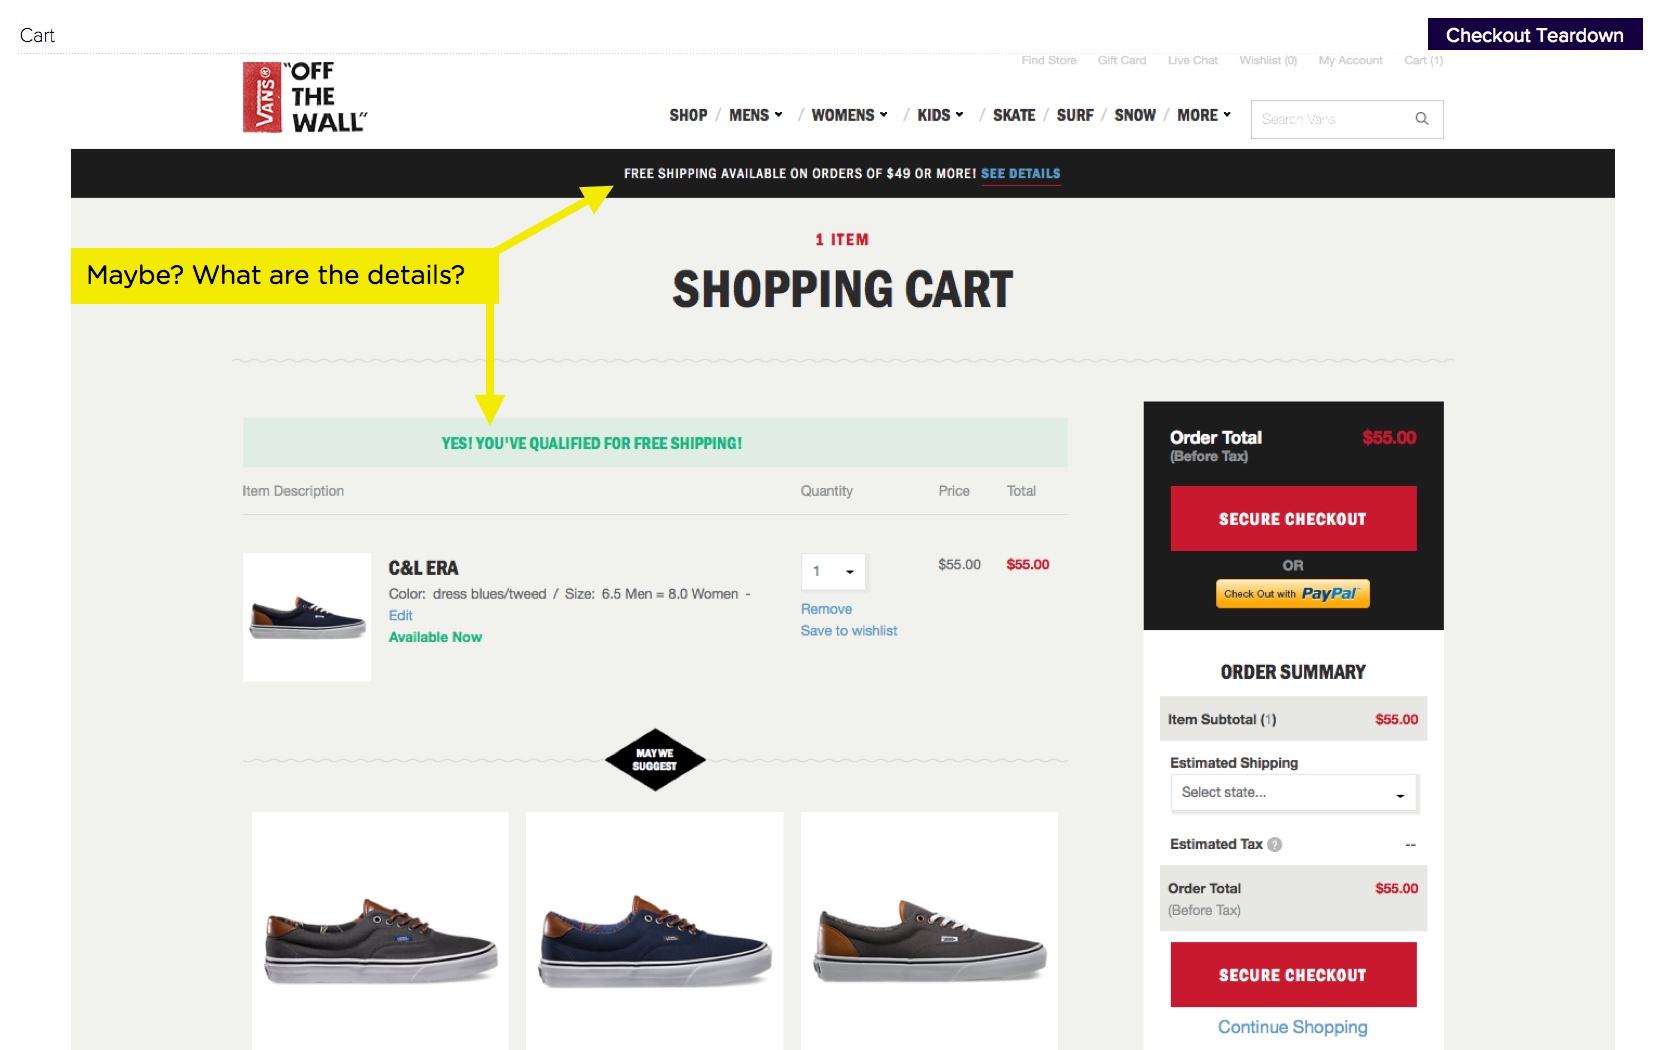 Cart
Checkout Teardown
Find Store Gift Card Live Chat Wishlist (0) My Account Cart (1)
VANS® "OFF
THE
WALL"
SHOP / MENS / WOMENS / KIDS / SKATE / SURF / SNOW / MORE
Search Vans
FREE SHIPPING AVAILABLE ON ORDERS OF $49 OR MORE! SEE DETAILS
1 ITEM
Maybe? What are the details?
SHOPPING CART
YES! YOU'VE QUALIFIED FOR FREE SHIPPING!
Item Description Quantity Price Total
C&L ERA
Color: dress blues/tweed / Size: 6.5 Men = 8.0 Women -
Edit
Available Now
1
Remove
Save to wishlist
$55.00 $55.00
MAY WE
SUGGEST
Order Total $55.00
(Before Tax)
SECURE CHECKOUT
OR
Check Out with PayPal™
ORDER SUMMARY
Item Subtotal (1) $55.00
Estimated Shipping
Select state...
Estimated Tax ? --
Order Total $55.00
(Before Tax)
SECURE CHECKOUT
Continue Shopping